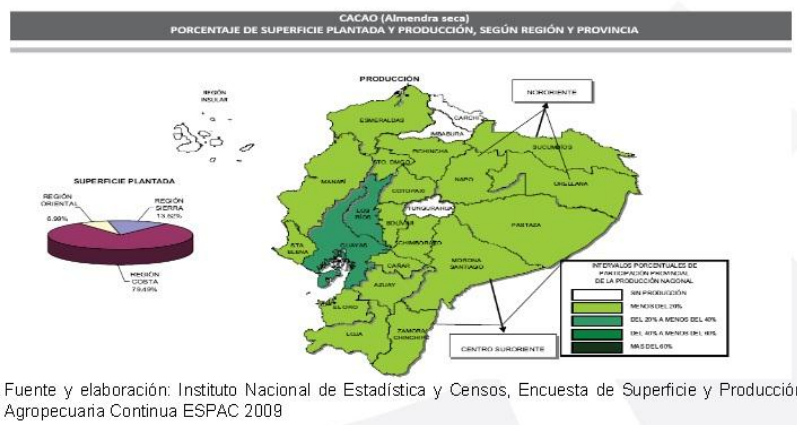 CACAO (Almendra seca)
PORCENTAJE DE SUPERFICIE PLANTADA Y PRODUCCIÓN, SEGÚN REGIÓN Y PROVINCIA
PRODUCCIÓN
REGIÓN
INSULAR
NORORIENTE
ESMERALDAS
CARCHI
IMBABURA
PICHINCHA
SUCUMBIOS
STO. DMGO
MANABÍ
NAPO
ORELLANA
COTOPAXI
LOS
RÍOS
TUNGURAHUA
BOLÍVAR
PASTAZA
STA
ELENA
GUAYAS
CHIMBORAZO
MORONA
SANTIAGO
CAÑAR
AZUAY
EL ORO
LOJA
ZAMORA
CHINCHIPE
CENTRO SURORIENTE
SUPERFICIE PLANTADA
REGIÓN
ORIENTAL
6.99%
REGIÓN
SIERRA
13.52%
REGIÓN
COSTA
79.49%
INTERVALOS PORCENTUALES DE
PARTICIPACIÓN PROVINCIAL
DE LA PRODUCCIÓN NACIONAL
SIN PRODUCCIÓN
MENOS DEL 20%
DEL 20% A MENOS DEL 40%
DEL 40% A MENOS DEL 60%
MAS DEL 60%
Fuente y elaboración: Instituto Nacional de Estadística y Censos, Encuesta de Superficie y Producción
Agropecuaria Continua ESPAC 2009